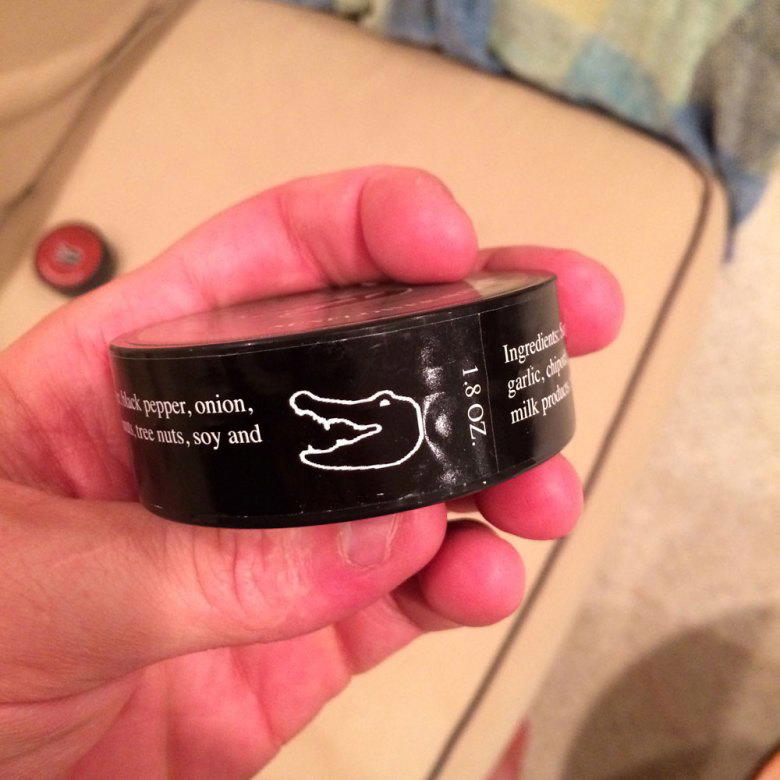 black pepper, onion,
tree nuts, soy and
1.8 OZ.
Ingredients:
garlic,
milk products,